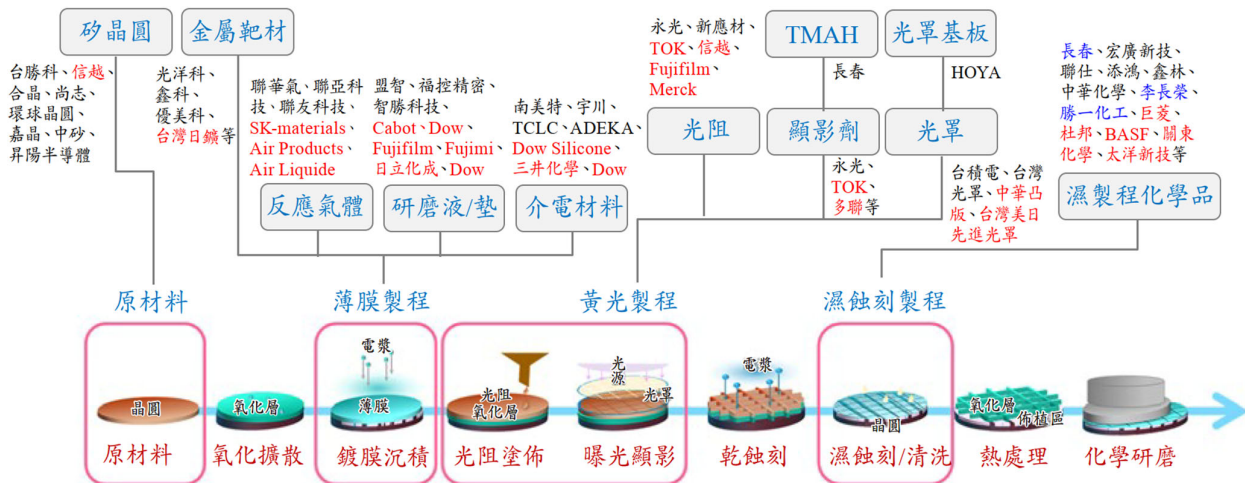 矽晶圓
台勝科、信越、
合晶、尚志、
環球晶圓、
嘉晶、中砂、
昇陽半導體
金屬靶材
光洋科、
鑫科、
優美科、
台灣日鑛等
聯華氣、聯亞科
技、聯友科技、
SK-materials、
Air Products、
Air Liquide
反應氣體
盟智、福控精密、
智勝科技、
Cabot、Dow、
Fujifilm、Fujimi、
日立化成、Dow
研磨液/墊
南美特、宇川、
TCLC、ADEKA、
Dow Silicone、
三井化學、Dow
介電材料
永光、新應材、
TOK、信越、
Fujifilm、
Merck
光阻
TMAH
長春
顯影劑
永光、
TOK、
多聯等
光罩基板
HOYA
光罩
台積電、台灣
光罩、中華凸
版、台灣美日
先進光罩
長春、宏廣新技、
聯仕、添鴻、鑫林、
中華化學、李長榮、
勝一化工、巨菱、
杜邦、BASF、關東
化學、太洋新技等
濕製程化學品
原材料
薄膜製程
黃光製程
濕蝕刻製程
晶圓
氧化層
電漿
薄膜
光阻
氧化層
光
源
光罩
電漿
晶圓
氧化層
佈植區
原材料
氧化擴散
鍍膜沉積
光阻塗佈
曝光顯影
乾蝕刻
濕蝕刻/清洗
熱處理
化學研磨